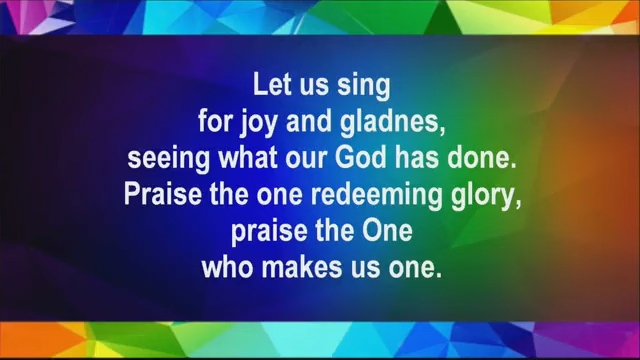 Let us sing
for joy and gladnes,
seeing what our God has done.
Praise the one redeeming glory,
praise the One
who makes us one.